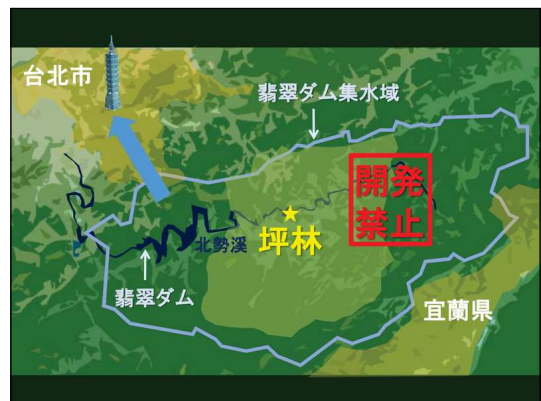 台北市
翡翠ダム集水域
開発
禁止
北勢溪
坪林
翡翠ダム
宜蘭県